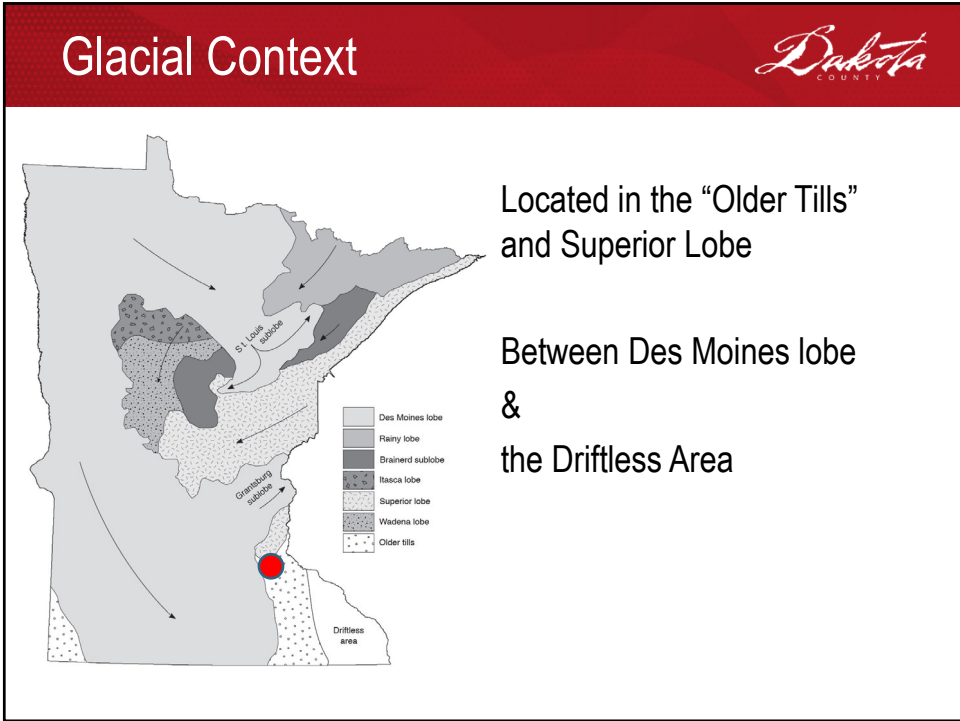 Glacial Context
Dakota
COUNTY
Located in the “Older Tills”
and Superior Lobe
Between Des Moines lobe
&
the Driftless Area
St. Louis
sublobe
Grantsburg
sublobe
Des Moines lobe
Rainy lobe
Brainerd sublobe
Itasca lobe
Superior lobe
Wadena lobe
Older tills
Driftless
area